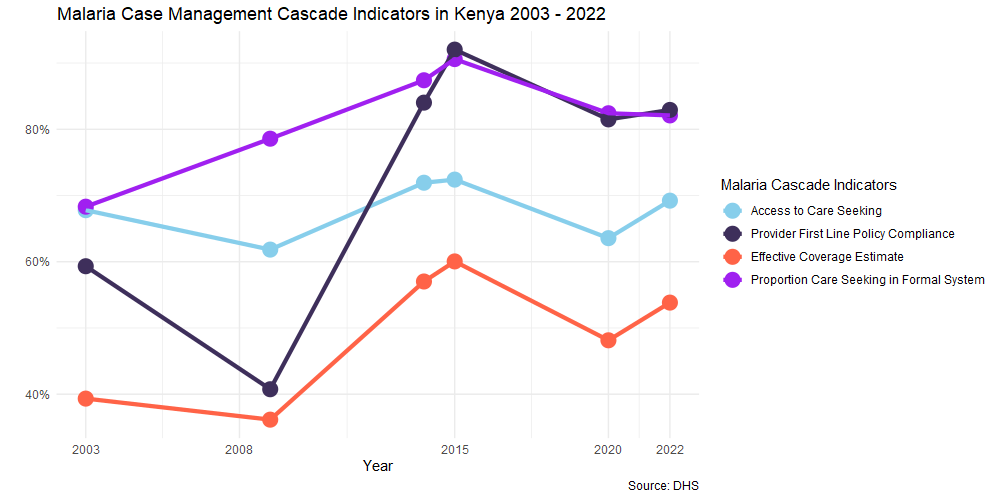 Malaria Case Management Cascade Indicators in Kenya 2003 - 2022
80%
60%
40%
2003
2008
2015
2020
2022
Year
Malaria Cascade Indicators
Access to Care Seeking
Provider First Line Policy Compliance
Effective Coverage Estimate
Proportion Care Seeking in Formal System
Source: DHS